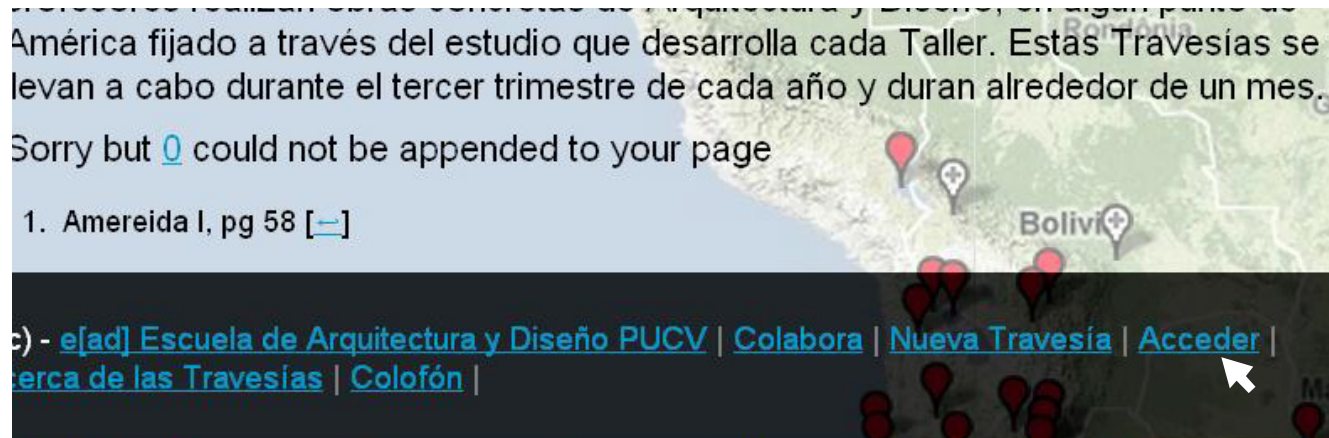 América fijado a través del estudio que desarrolla cada Taller. Estas Travesías se
levan a cabo durante el tercer trimestre de cada año y duran alrededor de un mes.
Sorry but 0 could not be appended to your page
1. Amereida I, pg 58 [←]
c) - e[ad] Escuela de Arquitectura y Diseño PUCV | Colabora | Nueva Travesía | Acceder |
cerca de las Travesías | Colofón |
Rondônia
Bolivi